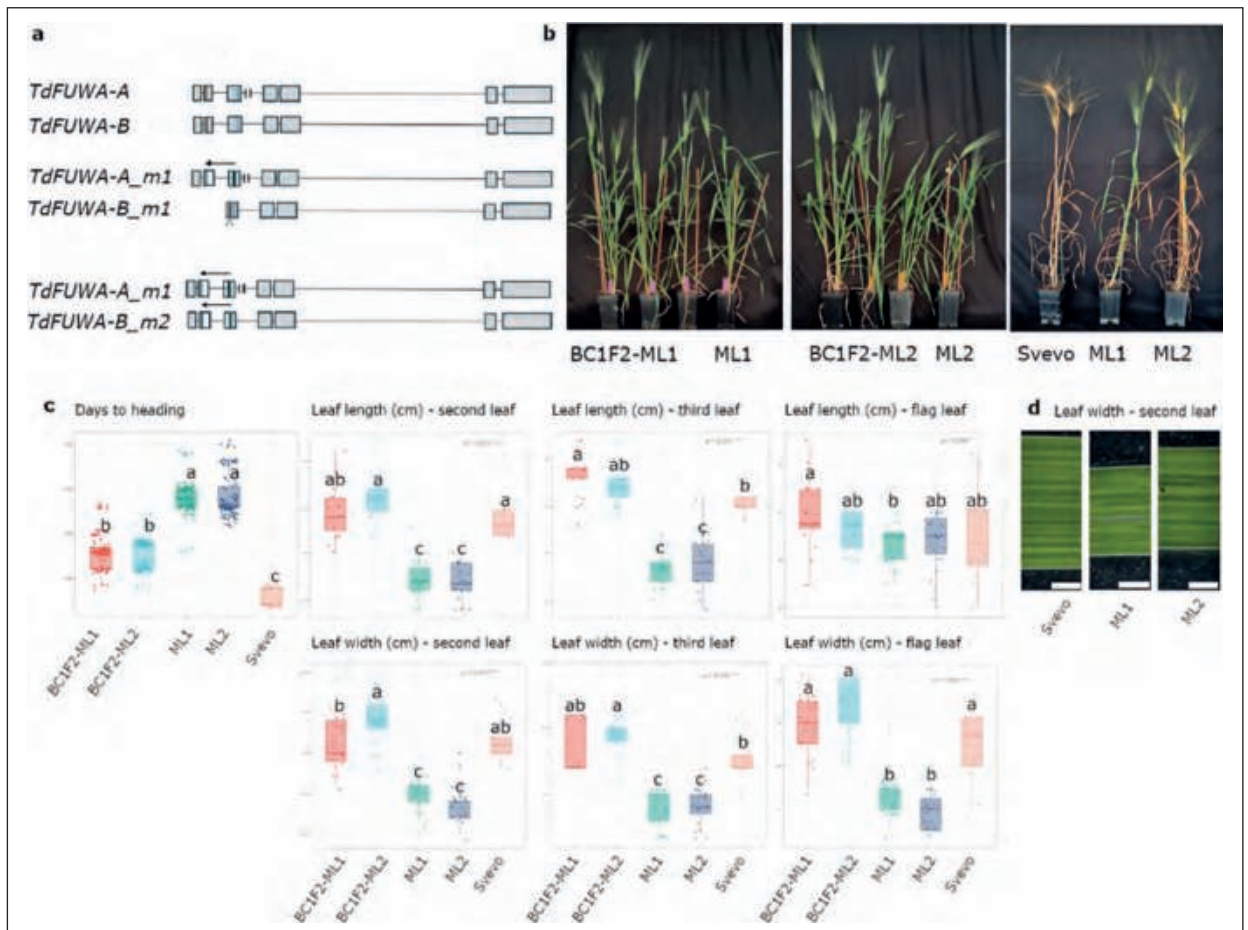 a
TdFUWA-A
TdFUWA-B
TdFUWA-A_m1
TdFUWA-B_m1
TdFUWA-A_m1
TdFUWA-B_m2
b
BC1F2-ML1 ML1
BC1F2-ML2 ML2
Svevo ML1 ML2
c
Days to heading
b b a a c
BC1F2-ML1 BC1F2-ML2 ML1 ML2 Svevo
Leaf length (cm) - second leaf
ab a c c a
Leaf length (cm) - third leaf
a ab c c b
Leaf length (cm) - flag leaf
a ab b ab ab
d Leaf width - second leaf
Svevo ML1 ML2
Leaf width (cm) - second leaf
b a c c ab
BC1F2-ML1 BC1F2-ML2 ML1 ML2 Svevo
Leaf width (cm) - third leaf
ab a c c b
BC1F2-ML1 BC1F2-ML2 ML1 ML2 Svevo
Leaf width (cm) - flag leaf
a a b b a
BC1F2-ML1 BC1F2-ML2 ML1 ML2 Svevo